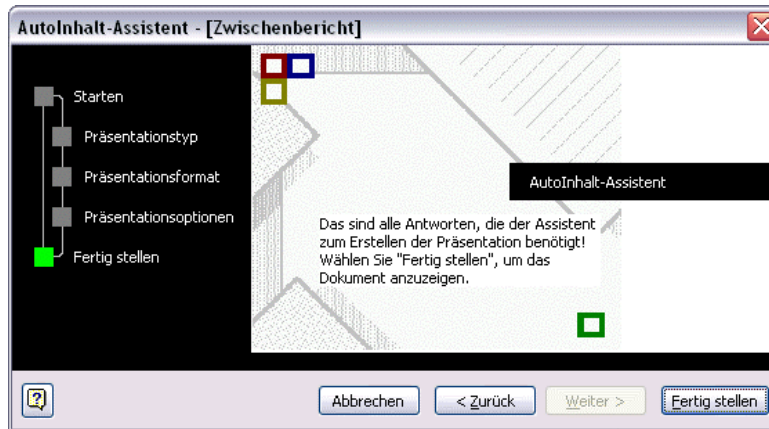 AutoInhalt-Assistent - [Zwischenbericht]
Starten
Präsentationstyp
Präsentationsformat
Präsentationsoptionen
Fertig stellen
AutoInhalt-Assistent
Das sind alle Antworten, die der Assistent
zum Erstellen der Präsentation benötigt!
Wählen Sie "Fertig stellen", um das
Dokument anzuzeigen.
Abbrechen
< Zurück
Weiter >
Fertig stellen